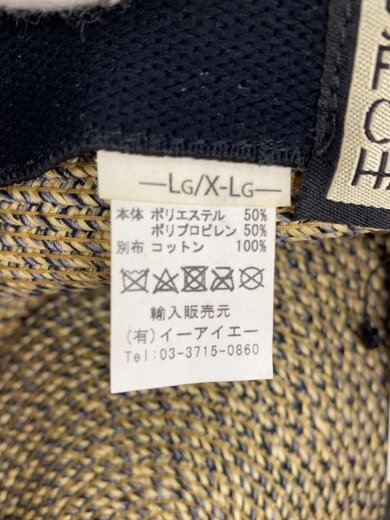 —LG/X-LG—
本体 ポリエステル 50%
ポリプロピレン 50%
別布 コットン 100%
輸入販売元
(有)イーアイエー
Tel:03-3715-0860